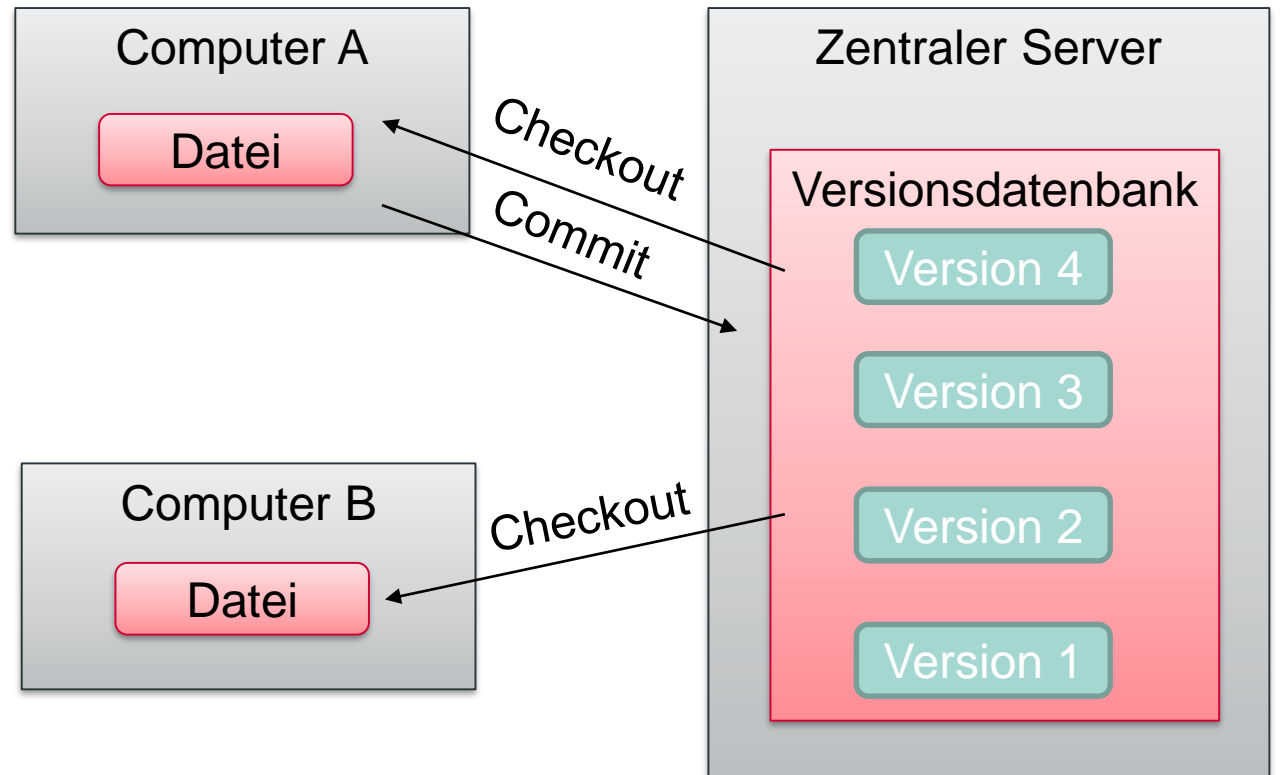 Computer A
Datei
Checkout
Commit
Computer B
Datei
Checkout
Zentraler Server
Versionsdatenbank
Version 4
Version 3
Version 2
Version 1